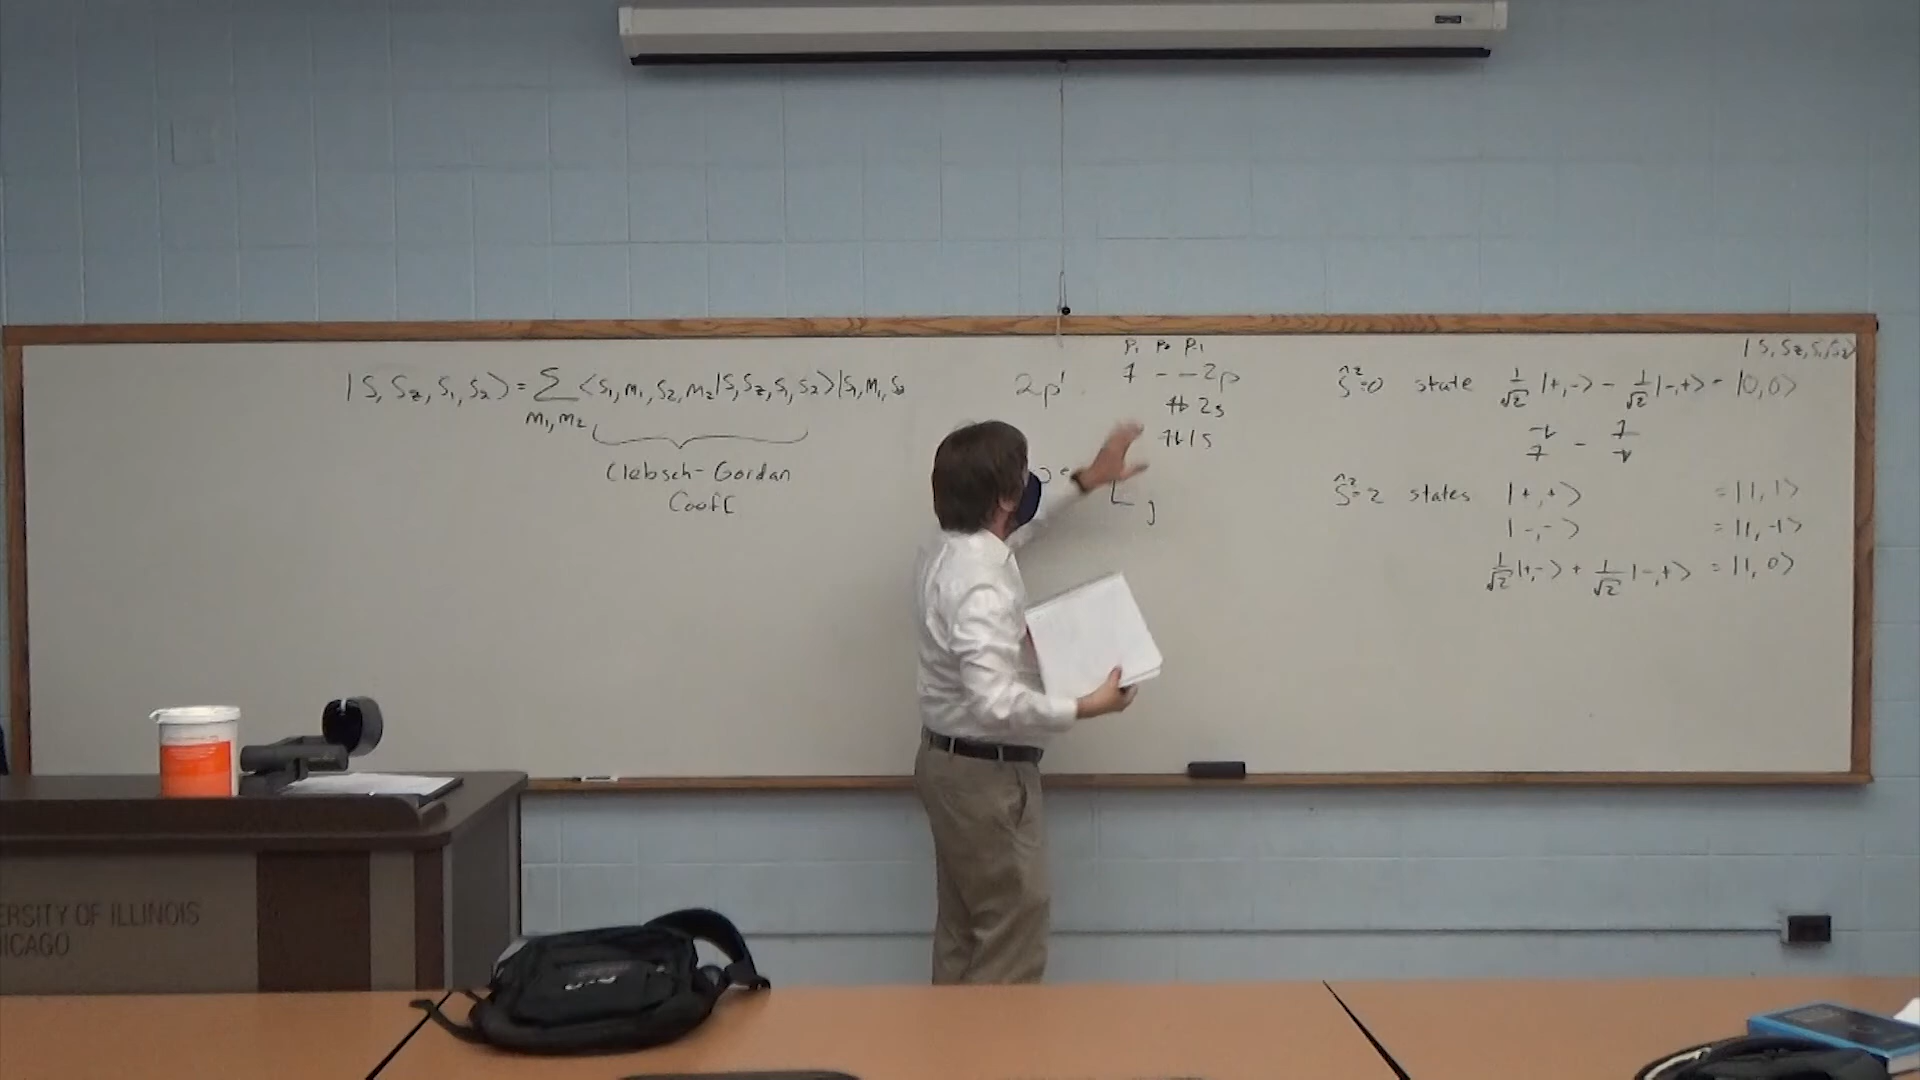 |S, Sz, S₁, S₂⟩ = ∑ ⟨S₁, m₁, S₂, m₂|S, Sz, S₁, S₂⟩|S₁, m₁, S₂
m₁, m₂
Clebsch-Gordan
Coeff
2p¹
P₁ P₀ P₋₁
↿ - - 2p
⇅ 2s
↿⇂ 1s
L J
|S, Sz, S₁, S₂⟩
Ŝ²=0 state 1/√2 |+,-⟩ - 1/√2 |-,+⟩ = |0,0⟩
Ŝ²=2 states |+,+⟩ = |1,1⟩
|-,-⟩ = |1,-1⟩
1/√2 |+,-⟩ + 1/√2 |-,+⟩ = |1,0⟩
ERSITY OF ILLINOIS
HICAGO